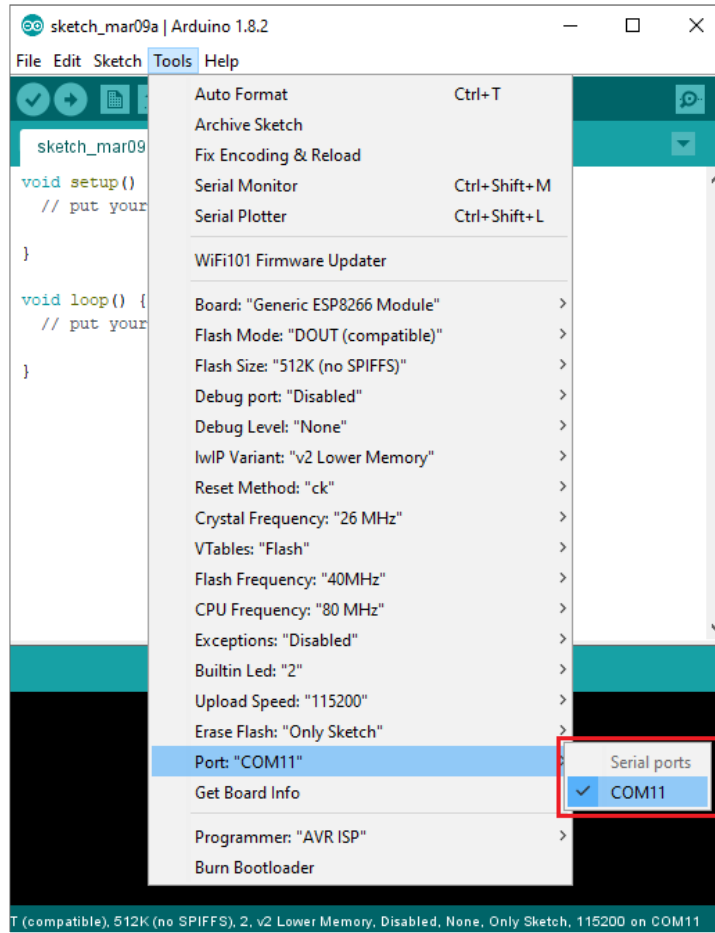 sketch_mar09a | Arduino 1.8.2
File Edit Sketch Tools Help
sketch_mar09
void setup()
// put your
}
void loop() {
// put your
}
Auto Format Ctrl+T
Archive Sketch
Fix Encoding & Reload
Serial Monitor Ctrl+Shift+M
Serial Plotter Ctrl+Shift+L
WiFi101 Firmware Updater
Board: "Generic ESP8266 Module"
Flash Mode: "DOUT (compatible)"
Flash Size: "512K (no SPIFFS)"
Debug port: "Disabled"
Debug Level: "None"
lwIP Variant: "v2 Lower Memory"
Reset Method: "ck"
Crystal Frequency: "26 MHz"
VTables: "Flash"
Flash Frequency: "40MHz"
CPU Frequency: "80 MHz"
Exceptions: "Disabled"
Builtin Led: "2"
Upload Speed: "115200"
Erase Flash: "Only Sketch"
Port: "COM11"
Get Board Info
Programmer: "AVR ISP"
Burn Bootloader
Serial ports
COM11
T (compatible), 512K (no SPIFFS), 2, v2 Lower Memory, Disabled, None, Only Sketch, 115200 on COM11